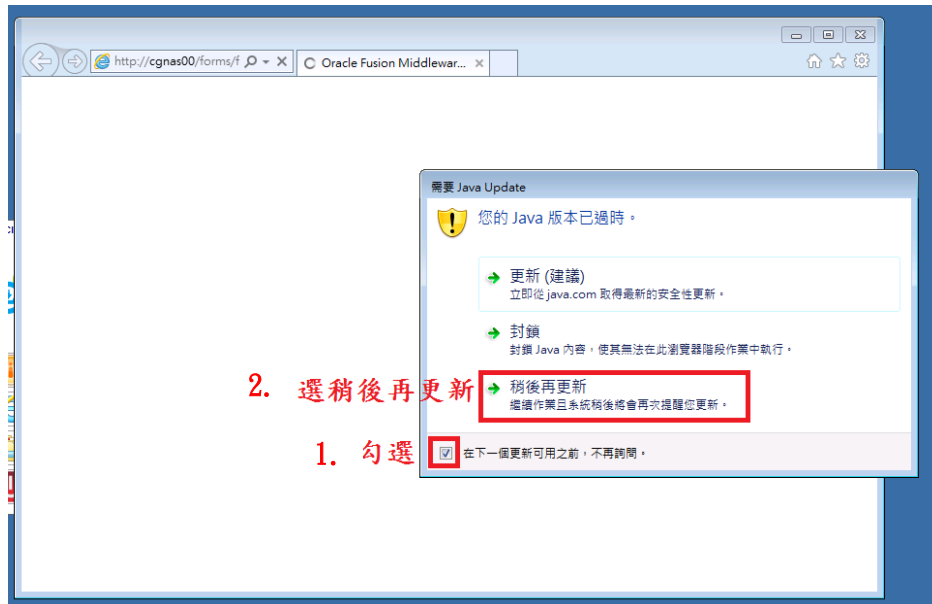 http://cgnas00/forms/f
Oracle Fusion Middlewar...
需要 Java Update
您的 Java 版本已過時。
更新 (建議)
立即從 java.com 取得最新的安全性更新。
封鎖
封鎖 Java 內容，使其無法在此瀏覽器階段作業中執行。
2. 選稍後再更新
稍後再更新
繼續作業且系統稍後將會再次提醒您更新。
1. 勾選
在下一個更新可用之前，不再詢問。